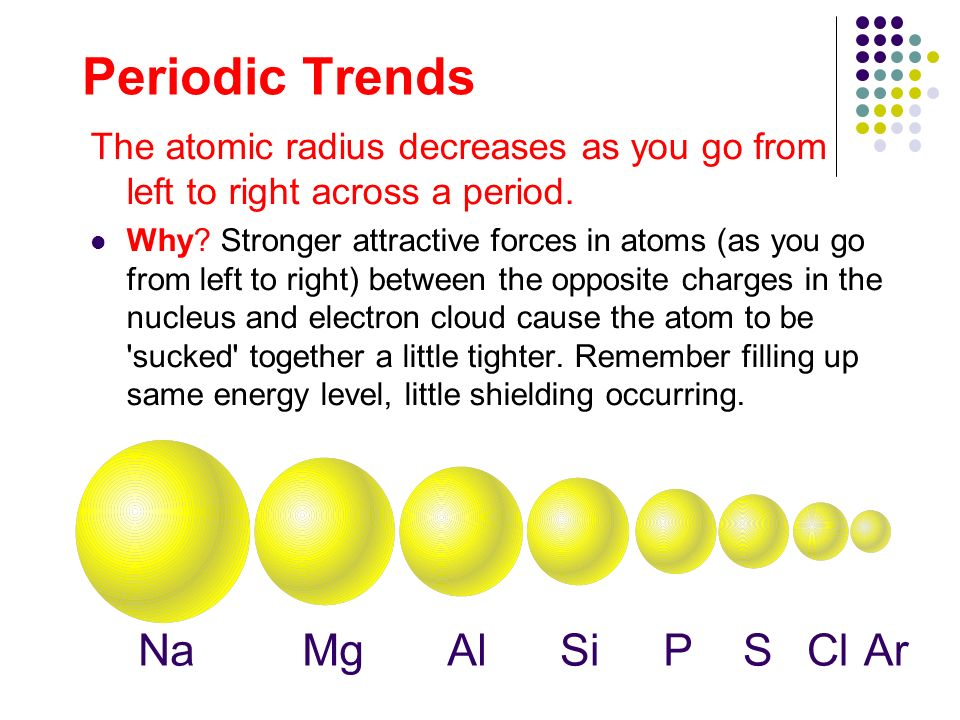 Periodic Trends
The atomic radius decreases as you go from
left to right across a period.
Why? Stronger attractive forces in atoms (as you go
from left to right) between the opposite charges in the
nucleus and electron cloud cause the atom to be
'sucked' together a little tighter. Remember filling up
same energy level, little shielding occurring.
Na Mg Al Si P S Cl Ar